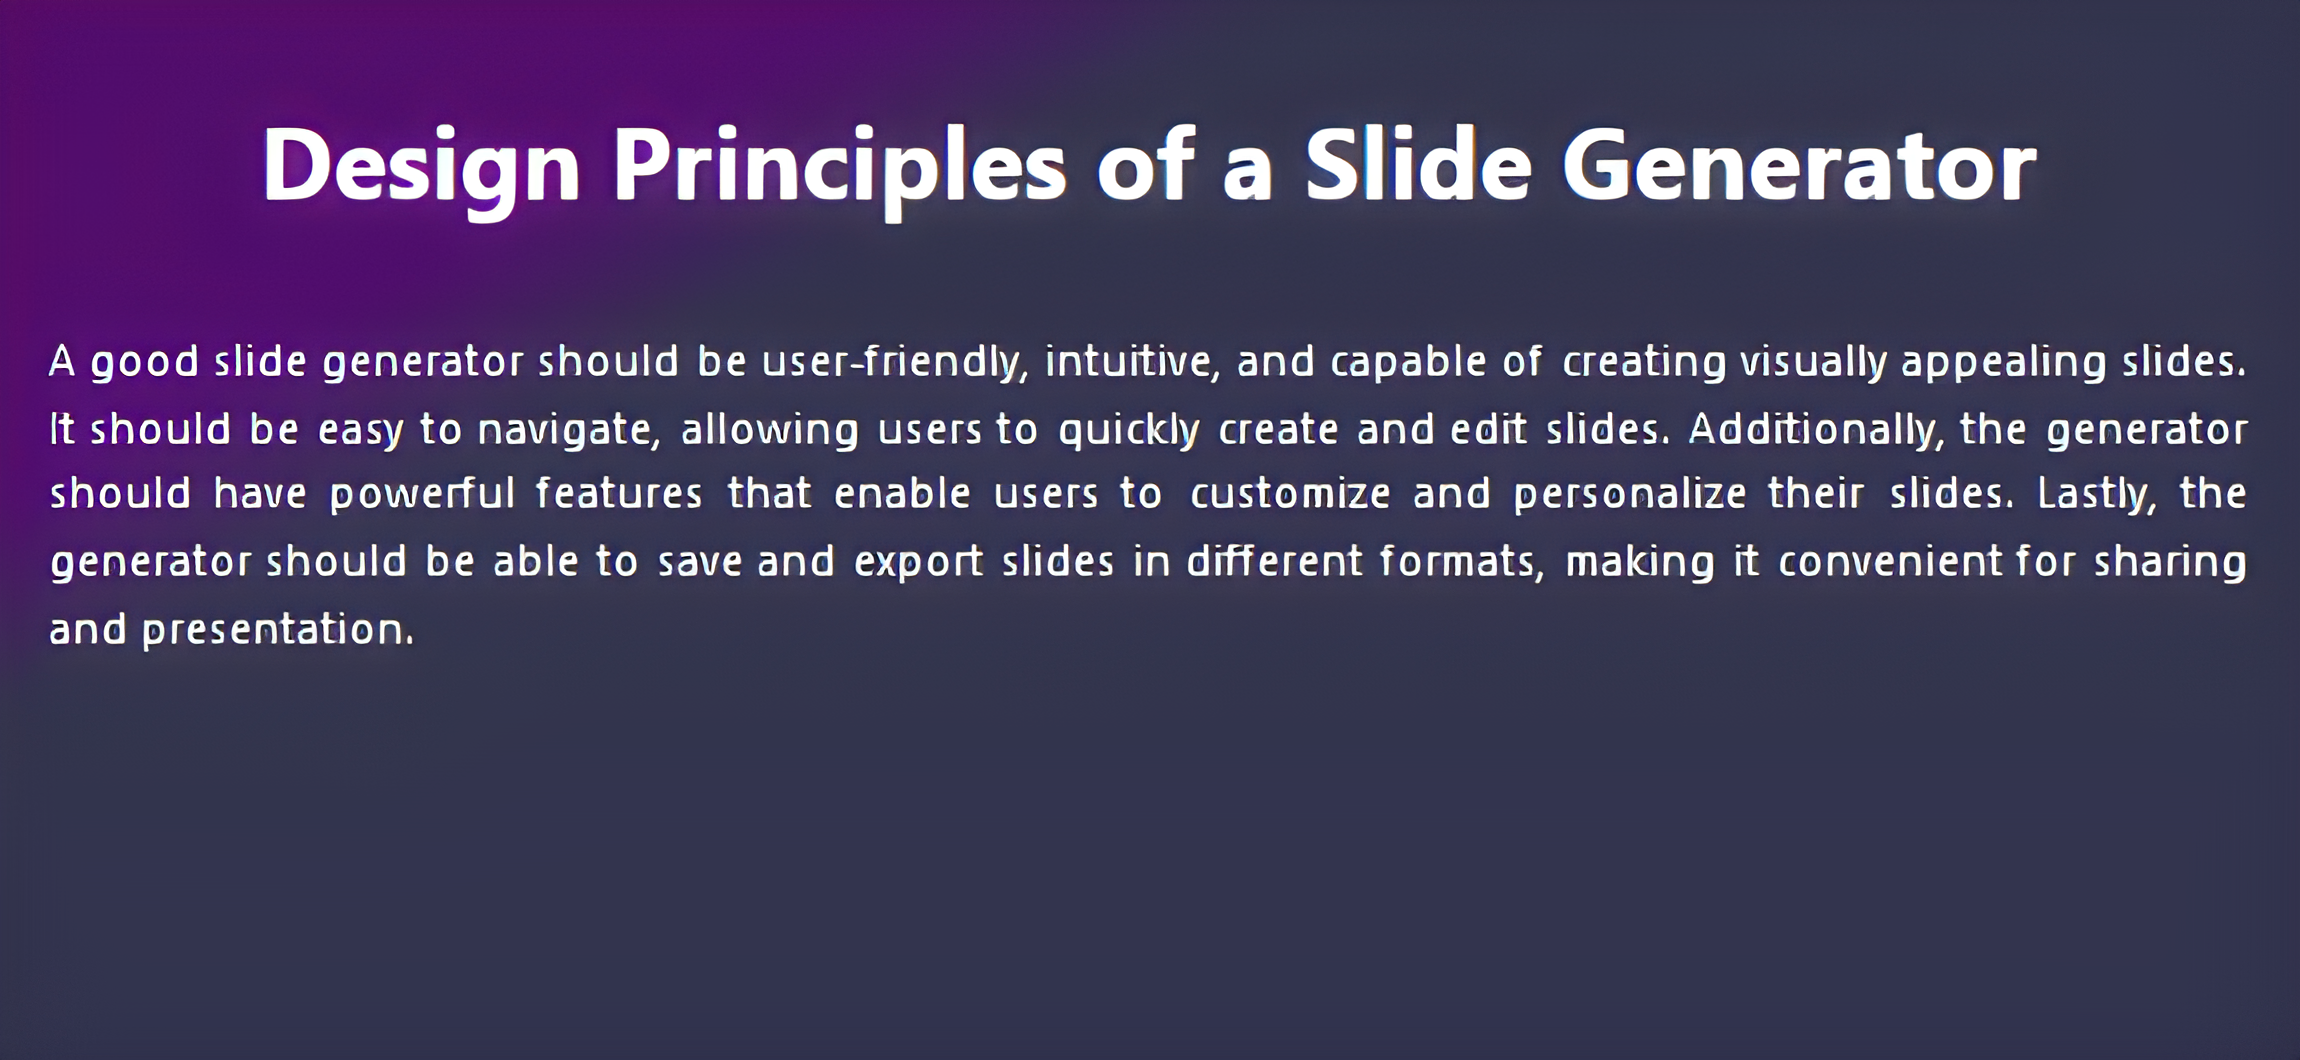 Design Principles of a Slide Generator
A good slide generator should be user-friendly, intuitive, and capable of creating visually appealing slides.
It should be easy to navigate, allowing users to quickly create and edit slides. Additionally, the generator
should have powerful features that enable users to customize and personalize their slides. Lastly, the
generator should be able to save and export slides in different formats, making it convenient for sharing
and presentation.